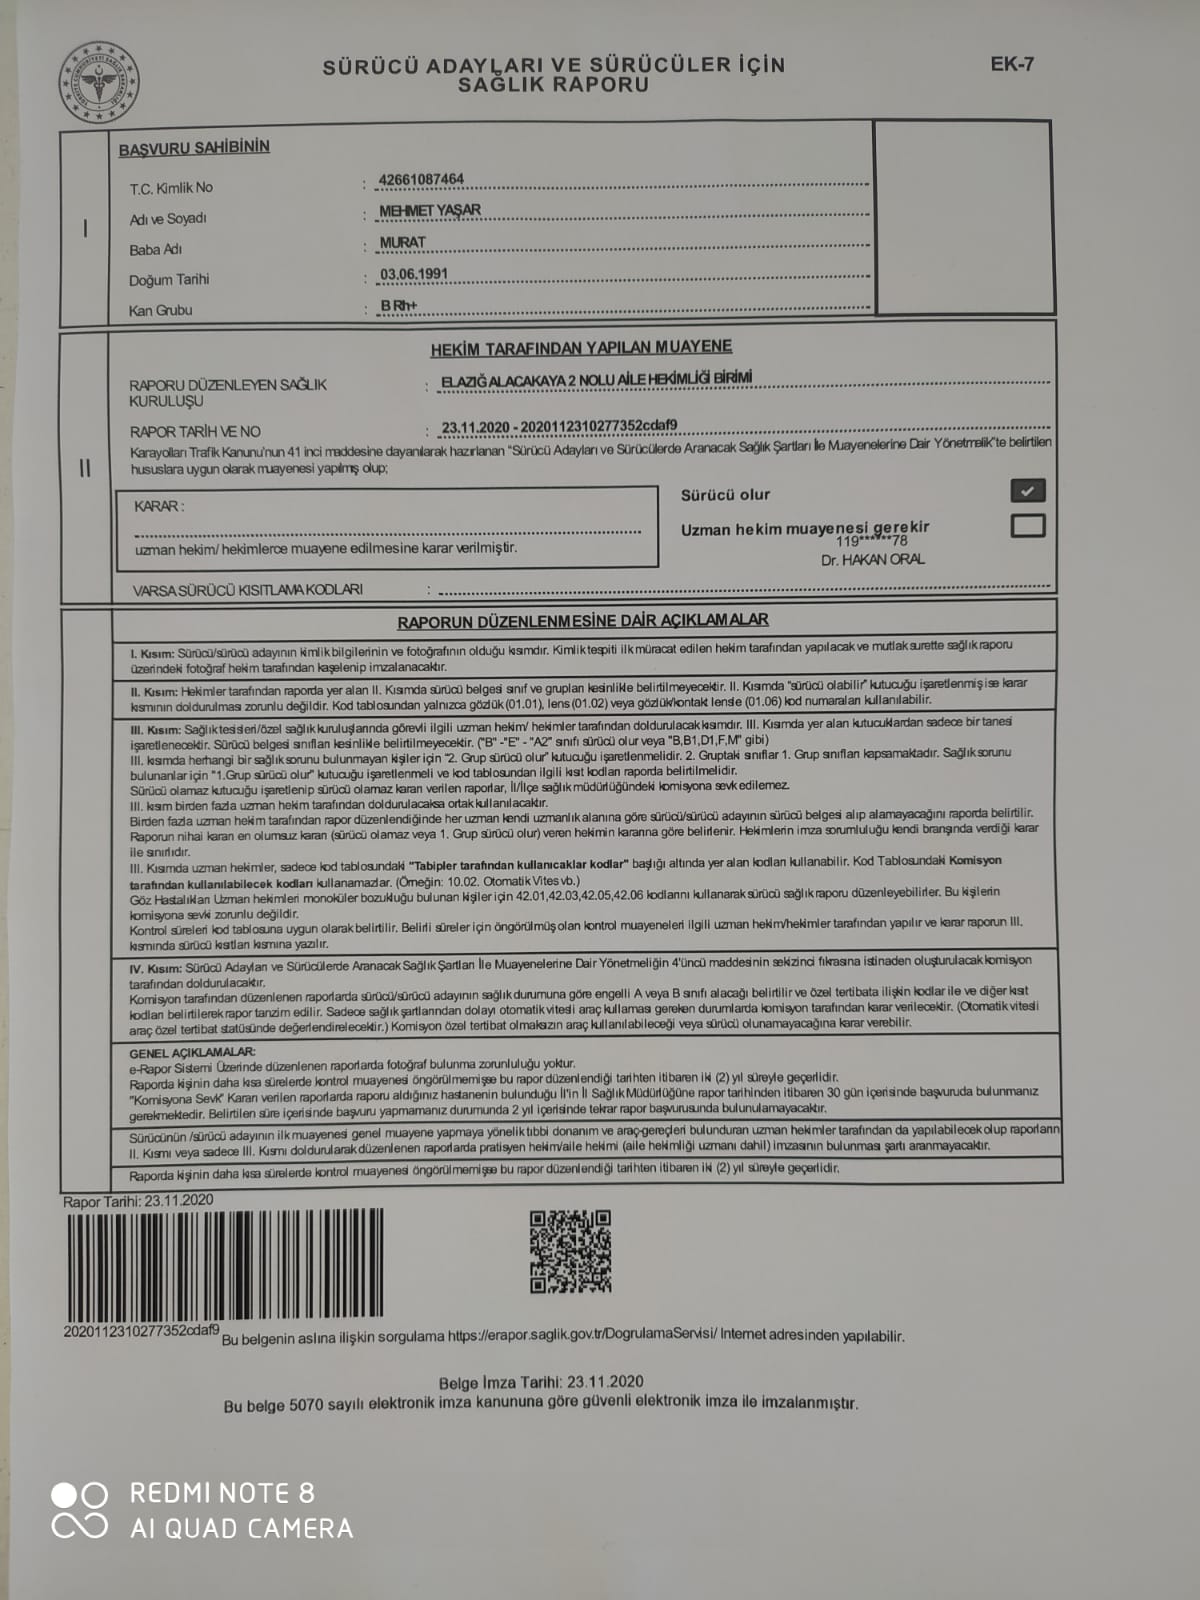 SÜRÜCÜ ADAYLARI VE SÜRÜCÜLER İÇİN
SAĞLIK RAPORU
EK-7
I
BAŞVURU SAHİBİNİN
T.C. Kimlik No : 42661087464
Adı ve Soyadı : MEHMET YAŞAR
Baba Adı : MURAT
Doğum Tarihi : 03.06.1991
Kan Grubu : B Rh+
II
HEKİM TARAFINDAN YAPILAN MUAYENE
RAPORU DÜZENLEYEN SAĞLIK : ELAZIĞ ALACAKAYA 2 NOLU AİLE HEKİMLİĞİ BİRİMİ
KURULUŞU
RAPOR TARİH VE NO : 23.11.2020 - 2020112310277352cdaf9
Karayolları Trafik Kanunu'nun 41 inci maddesine dayanılarak hazırlanan "Sürücü Adayları ve Sürücülerde Aranacak Sağlık Şartları İle Muayenelerine Dair Yönetmelik"te belirtilen
hususlara uygun olarak muayenesi yapılmış olup;
KARAR :
uzman hekim/ hekimlerce muayene edilmesine karar verilmiştir.
Sürücü olur
Uzman hekim muayenesi gerekir
119******78
Dr. HAKAN ORAL
VARSA SÜRÜCÜ KISITLAMA KODLARI :
RAPORUN DÜZENLENMESİNE DAİR AÇIKLAMALAR
I. Kısım: Sürücü/sürücü adayının kimlik bilgilerinin ve fotoğrafının olduğu kısımdır. Kimlik tespiti ilk müracat edilen hekim tarafından yapılacak ve mutlak surette sağlık raporu
üzerindeki fotoğraf hekim tarafından kaşelenip imzalanacaktır.
II. Kısım: Hekimler tarafından raporda yer alan II. Kısımda sürücü belgesi sınıf ve grupları kesinlikle belirtilmeyecektir. II. Kısımda "sürücü olabilir" kutucuğu işaretlenmiş ise karar
kısmının doldurulması zorunlu değildir. Kod tablosundan yalnızca gözlük (01.01), lens (01.02) veya gözlük/kontakt lensle (01.06) kod numaraları kullanılabilir.
III. Kısım: Sağlık tesisleri/özel sağlık kuruluşlarında görevli ilgili uzman hekim/ hekimler tarafından doldurulacak kısımdır. III. Kısımda yer alan kutucuklardan sadece bir tanesi
işaretlenecektir. Sürücü belgesi sınıfları kesinlikle belirtilmeyecektir. ("B" -"E" - "A2" sınıfı sürücü olur veya "B,B1,D1,F,M" gibi)
III. kısımda herhangi bir sağlık sorunu bulunmayan kişiler için "2. Grup sürücü olur" kutucuğu işaretlenmelidir. 2. Gruptaki sınıflar 1. Grup sınıfları kapsamaktadır. Sağlık sorunu
bulunanlar için "1.Grup sürücü olur" kutucuğu işaretlenmeli ve kod tablosundan ilgili kısıt kodları raporda belirtilmelidir.
Sürücü olamaz kutucuğu işaretlenip sürücü olamaz kararı verilen raporlar, İl/İlçe sağlık müdürlüğündeki komisyona sevk edilemez.
III. kısım birden fazla uzman hekim tarafından doldurulacaksa ortak kullanılacaktır.
Birden fazla uzman hekim tarafından rapor düzenlendiğinde her uzman kendi uzmanlık alanına göre sürücü/sürücü adayının sürücü belgesi alıp alamayacağını raporda belirtilir.
Raporun nihai kararı en olumsuz kararı (sürücü olamaz veya 1. Grup sürücü olur) veren hekimin kararına göre belirlenir. Hekimlerin imza sorumluluğu kendi branşında verdiği karar
ile sınırlıdır.
III. Kısımda uzman hekimler, sadece kod tablosundaki "Tabipler tarafından kullanıcaklar kodlar" başlığı altında yer alan kodları kullanabilir. Kod Tablosundaki Komisyon
tarafından kullanılabilecek kodları kullanamazlar. (Örneğin: 10.02. Otomatik Vites vb.)
Göz Hastalıkları Uzman hekimleri monoküler bozukluğu bulunan kişiler için 42.01,42.03,42.05,42.06 kodlarını kullanarak sürücü sağlık raporu düzenleyebilirler. Bu kişilerin
komisyona sevki zorunlu değildir.
Kontrol süreleri kod tablosuna uygun olarak belirtilir. Belirli süreler için öngörülmüş olan kontrol muayeneleri ilgili uzman hekim/hekimler tarafından yapılır ve karar raporun III.
kısmında sürücü kısıtları kısmına yazılır.
IV. Kısım: Sürücü Adayları ve Sürücülerde Aranacak Sağlık Şartları İle Muayenelerine Dair Yönetmeliğin 4'üncü maddesinin sekizinci fıkrasına istinaden oluşturulacak komisyon
tarafından doldurulacaktır.
Komisyon tarafından düzenlenen raporlarda sürücü/sürücü adayının sağlık durumuna göre engelli A veya B sınıfı alacağı belirtilir ve özel tertibata ilişkin kodlar ile ve diğer kısıt
kodları belirtilerek rapor tanzim edilir. Sadece sağlık şartlarından dolayı otomatik vitesli araç kullaması gereken durumlarda komisyon tarafından karar verilecektir. (Otomatik vitesli
araç özel tertibat statüsünde değerlendirelecektir.) Komisyon özel tertibat olmaksızın araç kullanılabileceği veya sürücü olunamayacağına karar verebilir.
GENEL AÇIKLAMALAR:
e-Rapor Sistemi Üzerinde düzenlenen raporlarda fotoğraf bulunma zorunluluğu yoktur.
Raporda kişinin daha kısa sürelerde kontrol muayenesi öngörülmemişse bu rapor düzenlendiği tarihten itibaren iki (2) yıl süreyle geçerlidir.
"Komisyona Sevk" Kararı verilen raporlarda raporu aldığınız hastanenin bulunduğu İl'in İl Sağlık Müdürlüğüne rapor tarihinden itibaren 30 gün içerisinde başvuruda bulunmanız
gerekmektedir. Belirtilen süre içerisinde başvuru yapmamanız durumunda 2 yıl içerisinde tekrar rapor başvurusunda bulunulamayacaktır.
Sürücünün /sürücü adayının ilk muayenesi genel muayene yapmaya yönelik tıbbi donanım ve araç-gereçleri bulunduran uzman hekimler tarafından da yapılabilecek olup raporların
II. Kısmı veya sadece III. Kısmı doldurularak düzenlenen raporlarda pratisyen hekim/aile hekimi (aile hekimliği uzmanı dahil) imzasının bulunması şartı aranmayacaktır.
Raporda kişinin daha kısa sürelerde kontrol muayenesi öngörülmemişse bu rapor düzenlendiği tarihten itibaren iki (2) yıl süreyle geçerlidir.
Rapor Tarihi: 23.11.2020
2020112310277352cdaf9
Bu belgenin aslına ilişkin sorgulama https://erapor.saglik.gov.tr/DogrulamaServisi/ Internet adresinden yapılabilir.
Belge İmza Tarihi: 23.11.2020
Bu belge 5070 sayılı elektronik imza kanununa göre güvenli elektronik imza ile imzalanmıştır.
REDMI NOTE 8
AI QUAD CAMERA